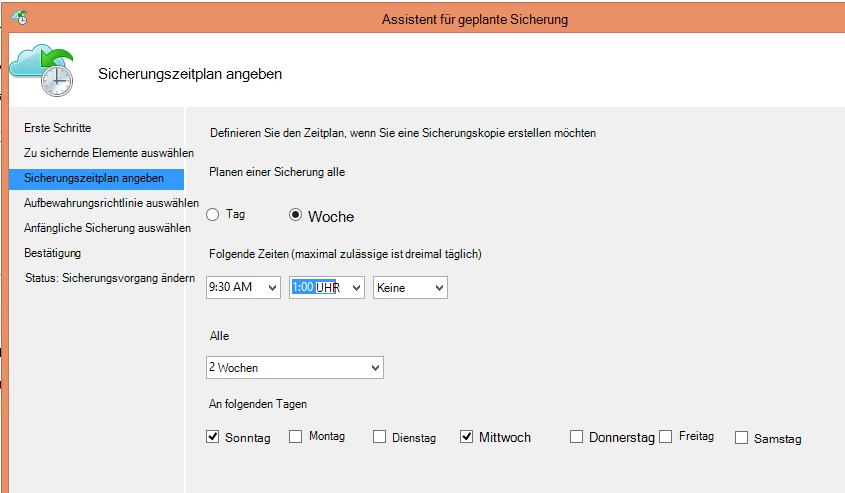 Assistent für geplante Sicherung
Sicherungszeitplan angeben
Erste Schritte
Zu sichernde Elemente auswählen
Sicherungszeitplan angeben
Aufbewahrungsrichtlinie auswählen
Anfängliche Sicherung auswählen
Bestätigung
Status: Sicherungsvorgang ändern
Definieren Sie den Zeitplan, wenn Sie eine Sicherungskopie erstellen möchten
Planen einer Sicherung alle
Tag Woche
Folgende Zeiten (maximal zulässige ist dreimal täglich)
9:30 AM 1:00 UHR Keine
Alle
2 Wochen
An folgenden Tagen
Sonntag Montag Dienstag Mittwoch Donnerstag Freitag Samstag